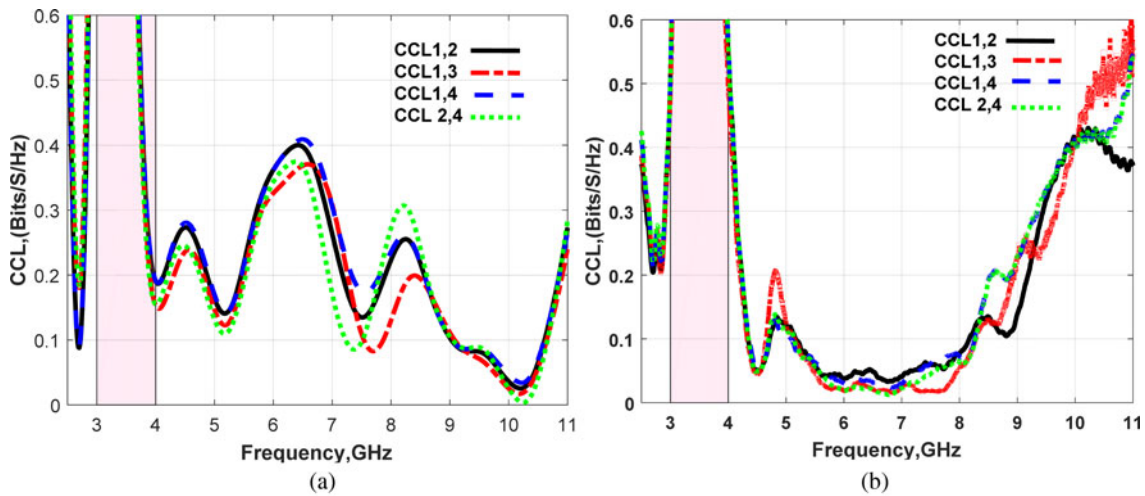 0.6
0.5
0.4
0.3
0.2
0.1
0
CCL,(Bits/S/Hz)
CCL1,2
CCL1,3
CCL1,4
CCL 2,4
3 4 5 6 7 8 9 10 11
Frequency,GHz
(a)
0.6
0.5
0.4
0.3
0.2
0.1
0
CCL,(Bits/S/Hz)
CCL1,2
CCL1,3
CCL1,4
CCL 2,4
3 4 5 6 7 8 9 10 11
Frequency,GHz
(b)